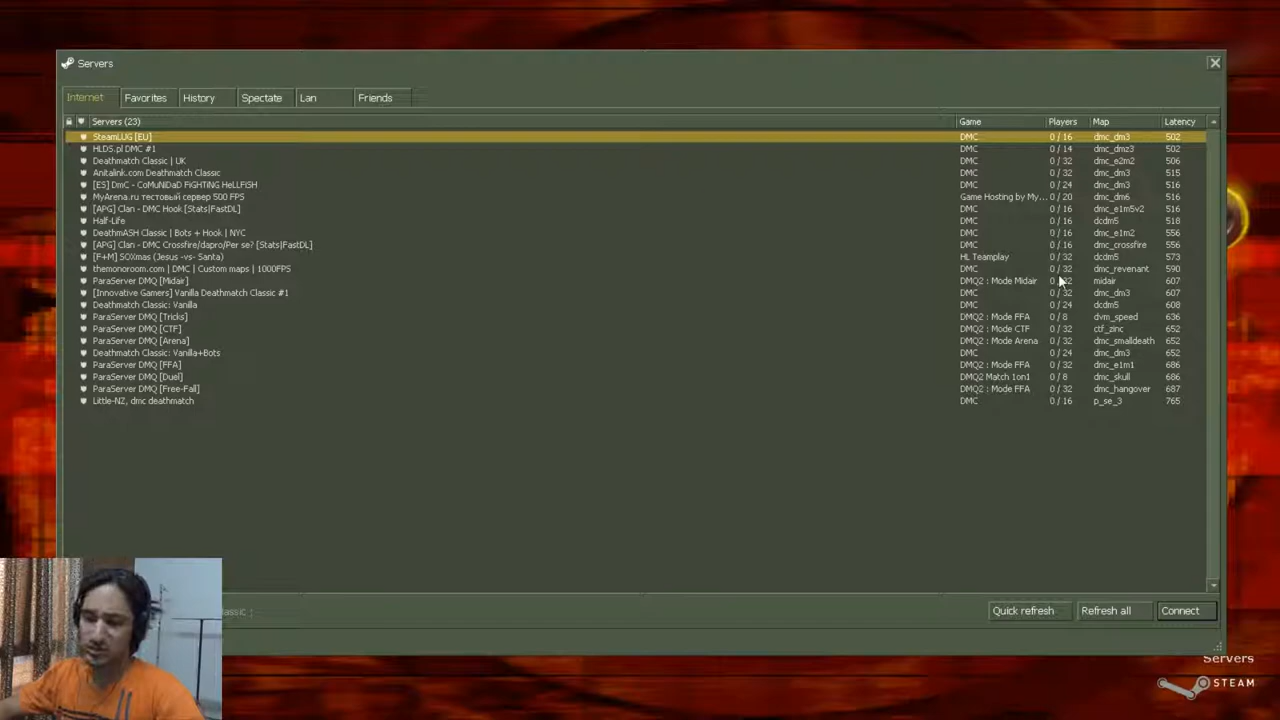 Servers
Internet Favorites History Spectate Lan Friends
Servers (23) Game Players Map Latency
SteamLUG [EU] DMC 0 / 16 dmc_dm3 502
HLDS.pl DMC #1 DMC 0 / 14 dmc_dmz3 502
Deathmatch Classic | UK DMC 0 / 32 dmc_e2m2 506
Anitalink.com Deathmatch Classic DMC 0 / 32 dmc_dm3 515
[ES] DmC - CoMuNiDaD FiGHTiNG HeLLFiSH DMC 0 / 24 dmc_dm3 516
MyArena.ru тестовый сервер 500 FPS Game Hosting by My... 0 / 20 dmc_dm6 516
[APG] Clan - DMC Hook [Stats|FastDL] DMC 0 / 16 dmc_e1m5v2 516
Half-Life DMC 0 / 16 dcdm5 518
DeathmASH Classic | Bots + Hook | NYC DMC 0 / 16 dmc_e1m2 556
[APG] Clan - DMC Crossfire/dapro/Per se? [Stats|FastDL] DMC 0 / 16 dmc_crossfire 556
[F+M] SOXmas (Jesus -vs- Santa) HL Teamplay 0 / 32 dcdm5 573
themonoroom.com | DMC | Custom maps | 1000FPS DMC 0 / 32 dmc_revenant 590
ParaServer DMQ [Midair] DMQ2 : Mode Midair 0 / 32 midair 607
[Innovative Gamers] Vanilla Deathmatch Classic #1 DMC 0 / 32 dmc_dm3 607
Deathmatch Classic: Vanilla DMC 0 / 24 dcdm5 608
ParaServer DMQ [Tricks] DMQ2 : Mode FFA 0 / 8 dvm_speed 636
ParaServer DMQ [CTF] DMQ2 : Mode CTF 0 / 32 ctf_zinc 652
ParaServer DMQ [Arena] DMQ2 : Mode Arena 0 / 32 dmc_smalldeath 652
Deathmatch Classic: Vanilla+Bots DMC 0 / 24 dmc_dm3 652
ParaServer DMQ [FFA] DMQ2 : Mode FFA 0 / 32 dmc_e1m1 686
ParaServer DMQ [Duel] DMQ2 Match 1on1 0 / 8 dmc_skull 686
ParaServer DMQ [Free-Fall] DMQ2 : Mode FFA 0 / 32 dmc_hangover 687
Little-NZ, dmc deathmatch DMC 0 / 16 p_se_3 765
assic ; Quick refresh Refresh all Connect
Servers
STEAM